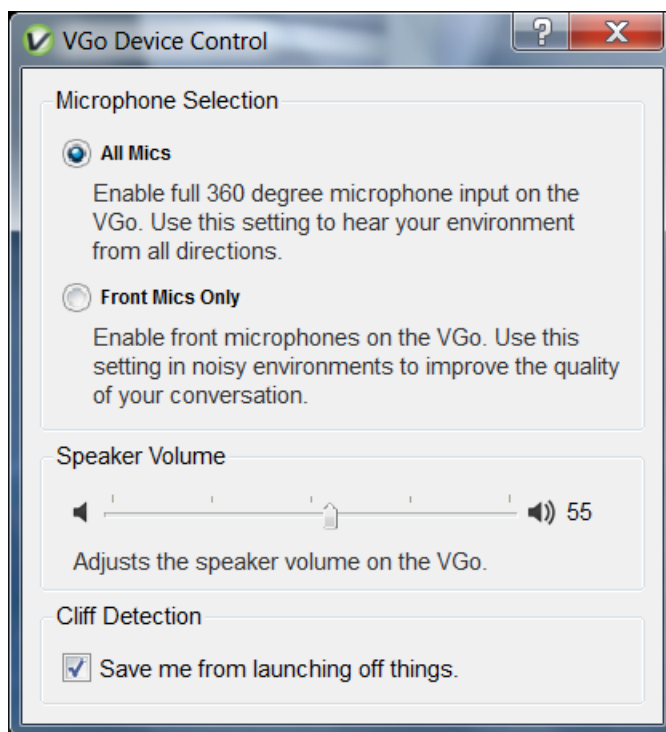 VGo Device Control
?
X
Microphone Selection
All Mics
Enable full 360 degree microphone input on the
VGo. Use this setting to hear your environment
from all directions.
Front Mics Only
Enable front microphones on the VGo. Use this
setting in noisy environments to improve the quality
of your conversation.
Speaker Volume
55
Adjusts the speaker volume on the VGo.
Cliff Detection
Save me from launching off things.